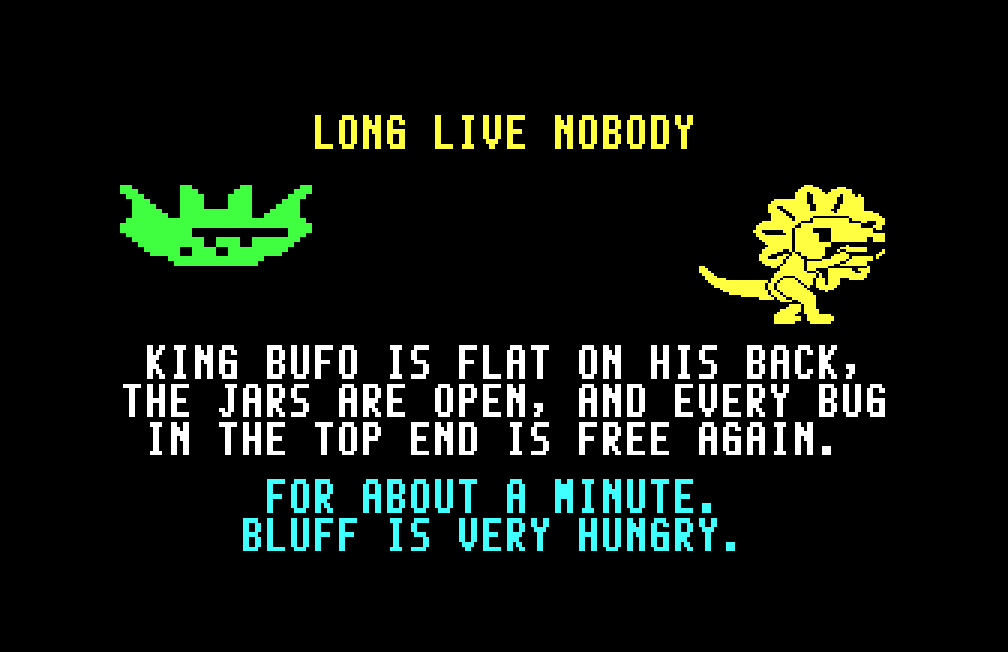 LONG LIVE NOBODY
KING BUFO IS FLAT ON HIS BACK,
THE JARS ARE OPEN, AND EVERY BUG
IN THE TOP END IS FREE AGAIN.
FOR ABOUT A MINUTE.
BLUFF IS VERY HUNGRY.